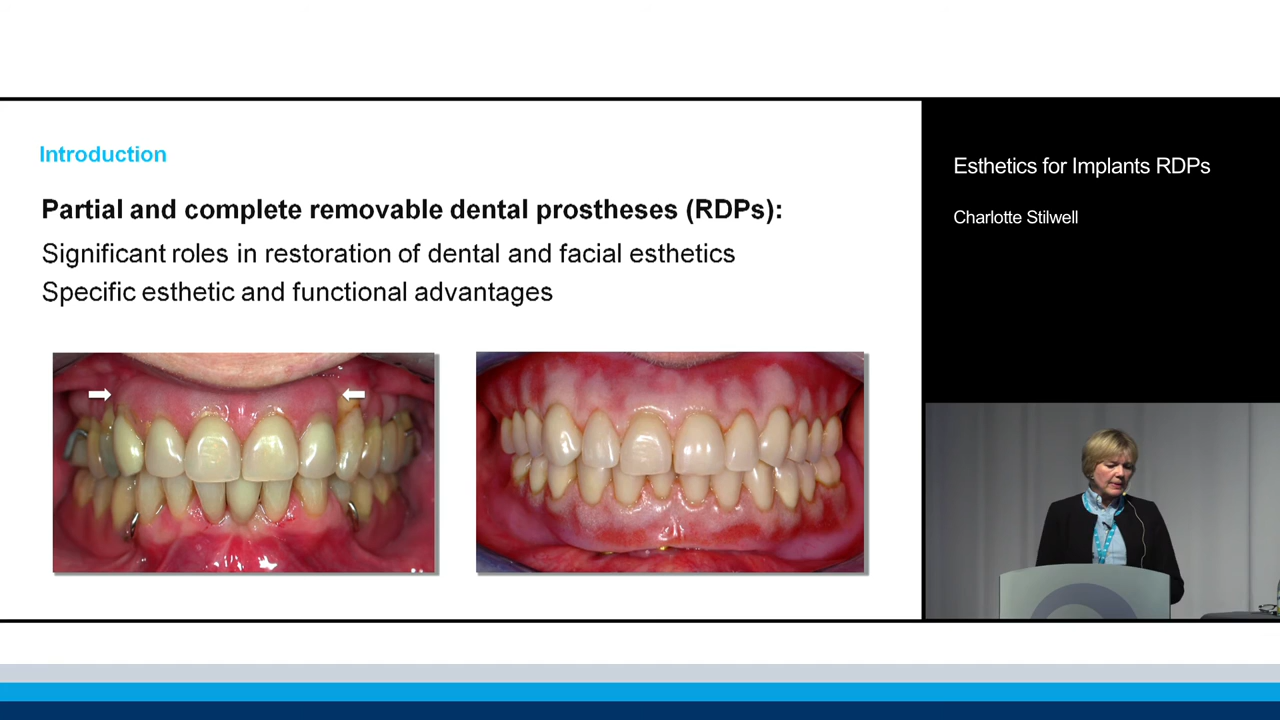 Introduction
Partial and complete removable dental prostheses (RDPs):
Significant roles in restoration of dental and facial esthetics
Specific esthetic and functional advantages
Esthetics for Implants RDPs
Charlotte Stilwell